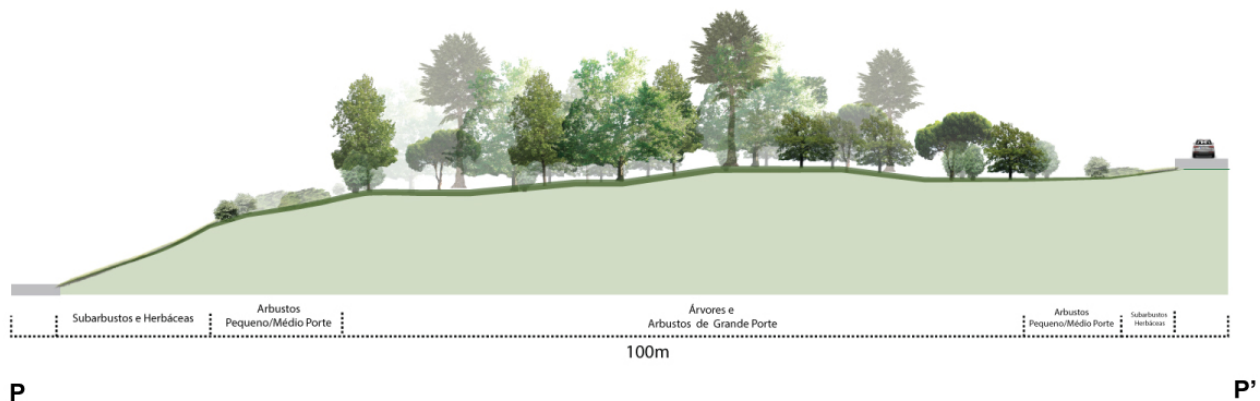 Subarbustos e Herbáceas
Arbustos
Pequeno/Médio Porte
Árvores e
Arbustos de Grande Porte
Arbustos
Pequeno/Médio Porte
Subarbustos
Herbáceas
100m
P
P’